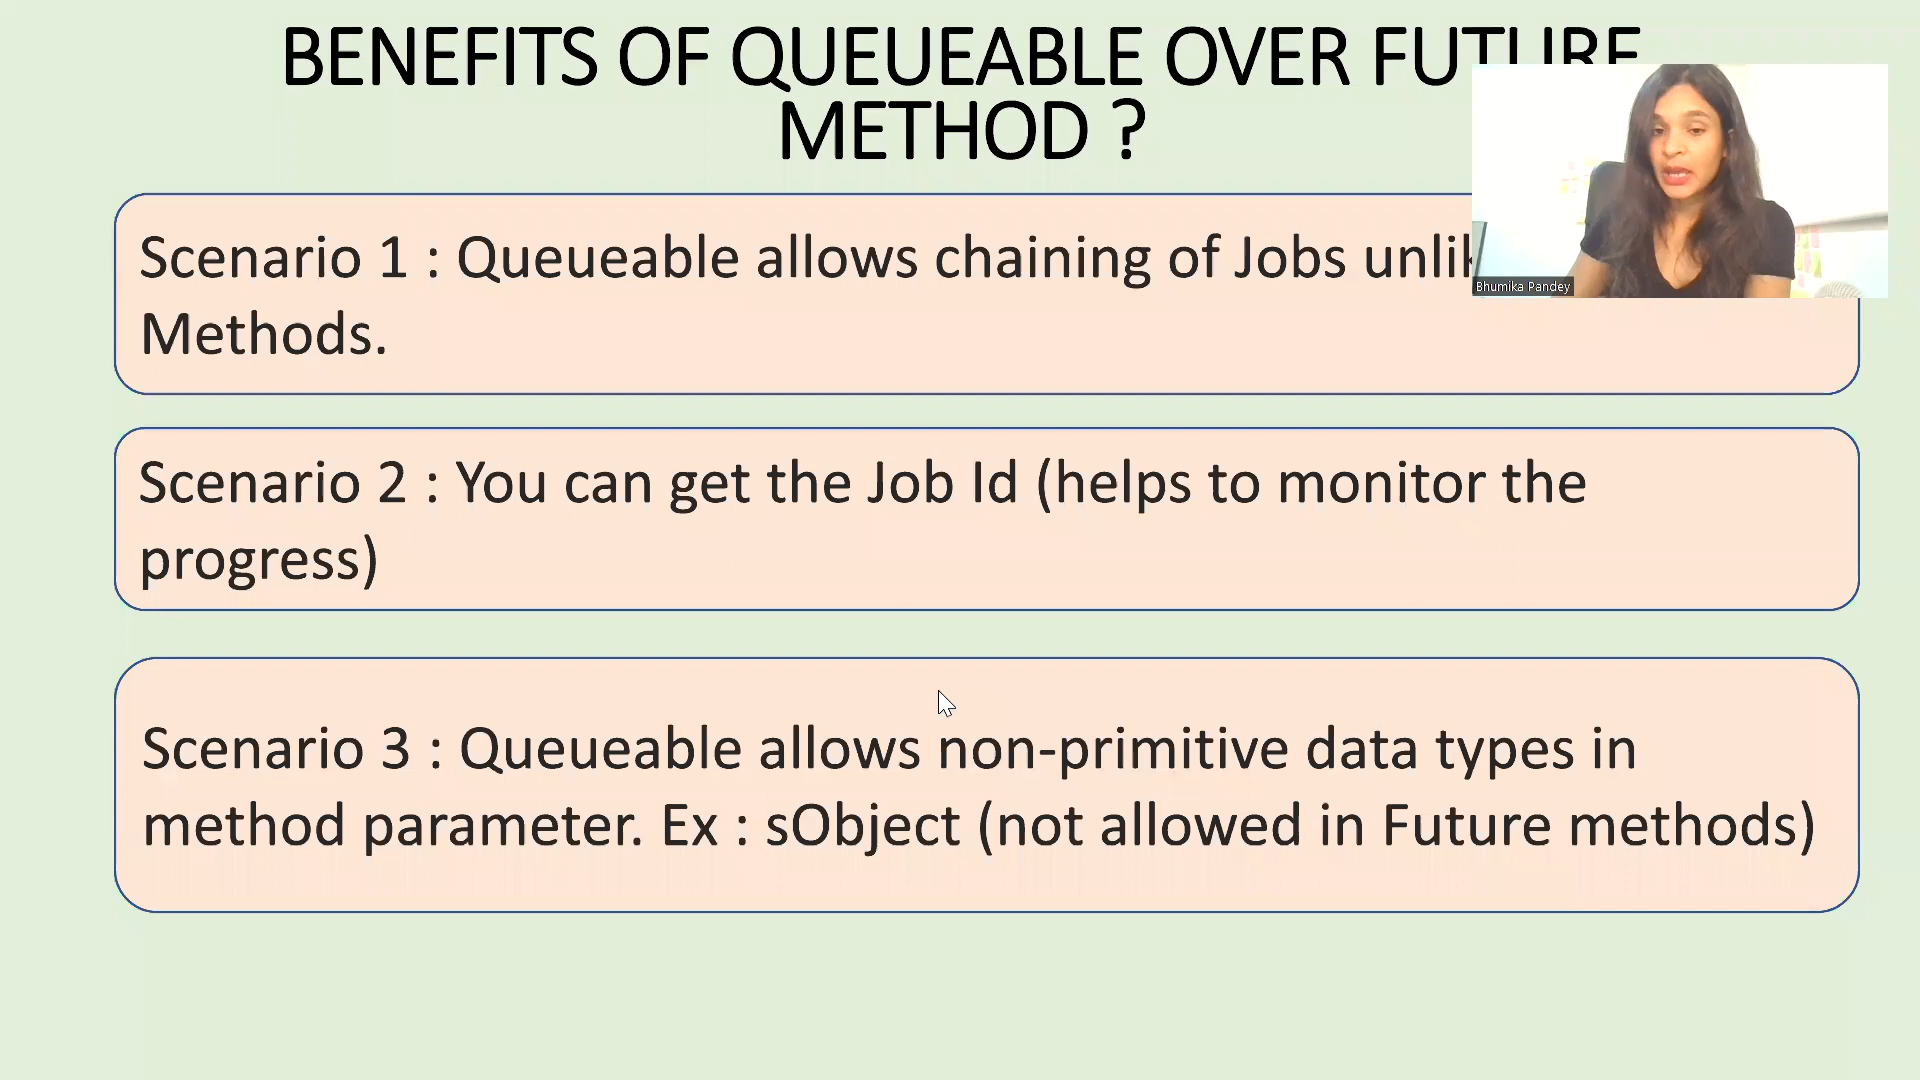 BENEFITS OF QUEUEABLE OVER FUTURE
METHOD ?
Scenario 1 : Queueable allows chaining of Jobs
Methods.
Scenario 2 : You can get the Job Id (helps to monitor the
progress)
Scenario 3 : Queueable allows non-primitive data types in
method parameter. Ex : sObject (not allowed in Future methods)
Bhumika Pandey